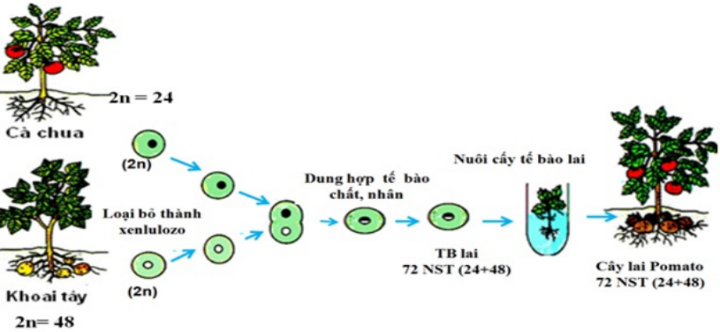 2n = 24
Cà chua
(2n)
Loại bỏ thành
xenlulozo
(2n)
Khoai tây
2n= 48
Dung hợp tế bào
chất, nhân
TB lai
72 NST (24+48)
Nuôi cấy tế bào lai
Cây lai Pomato
72 NST (24+48)